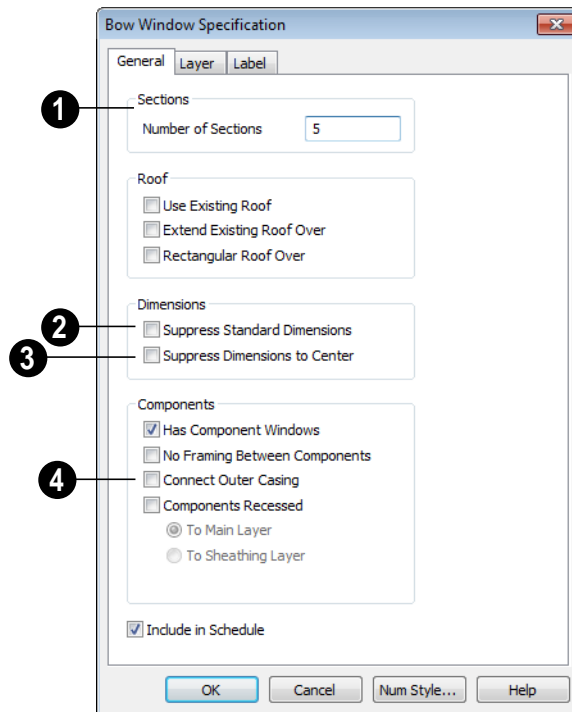 Bow Window Specification
General Layer Label
1
Sections
Number of Sections 5
Roof
Use Existing Roof
Extend Existing Roof Over
Rectangular Roof Over
Dimensions
2
Suppress Standard Dimensions
3
Suppress Dimensions to Center
Components
Has Component Windows
No Framing Between Components
4
Connect Outer Casing
Components Recessed
To Main Layer
To Sheathing Layer
Include in Schedule
OK Cancel Num Style... Help